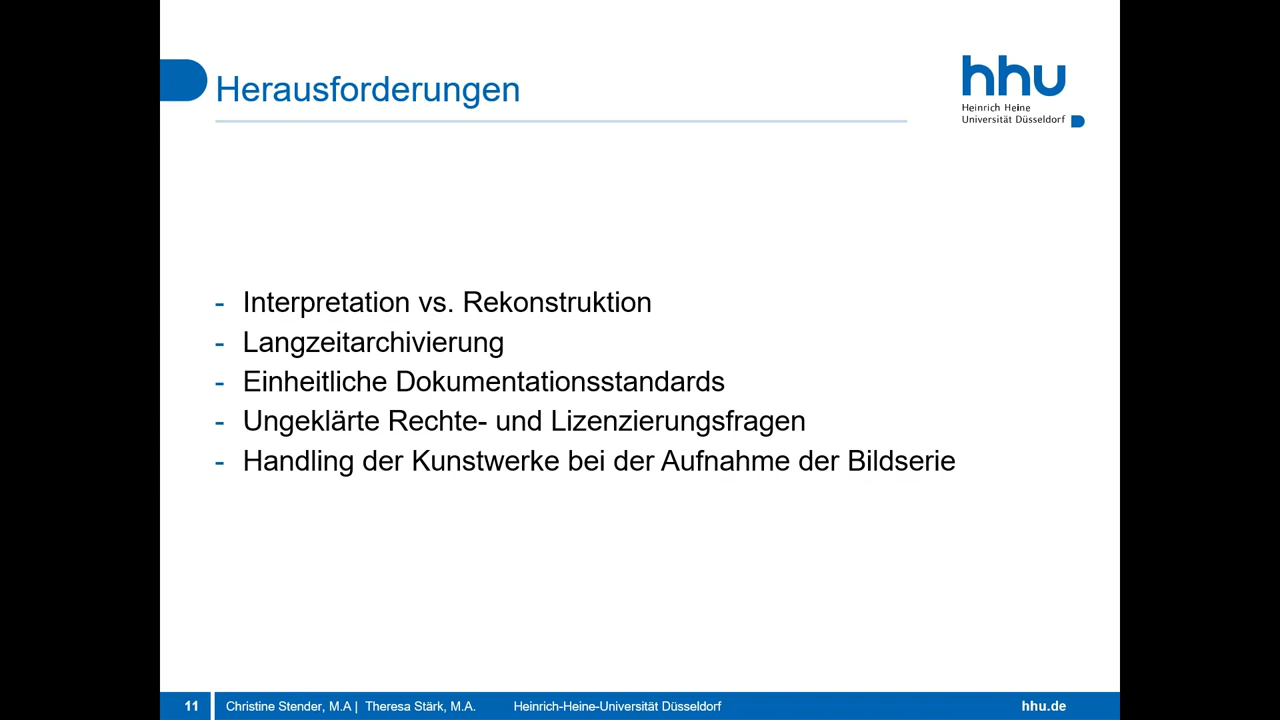 Herausforderungen
hhu
Heinrich Heine
Universität Düsseldorf
- Interpretation vs. Rekonstruktion
- Langzeitarchivierung
- Einheitliche Dokumentationsstandards
- Ungeklärte Rechte- und Lizenzierungsfragen
- Handling der Kunstwerke bei der Aufnahme der Bildserie
11 Christine Stender, M.A | Theresa Stärk, M.A. Heinrich-Heine-Universität Düsseldorf hhu.de